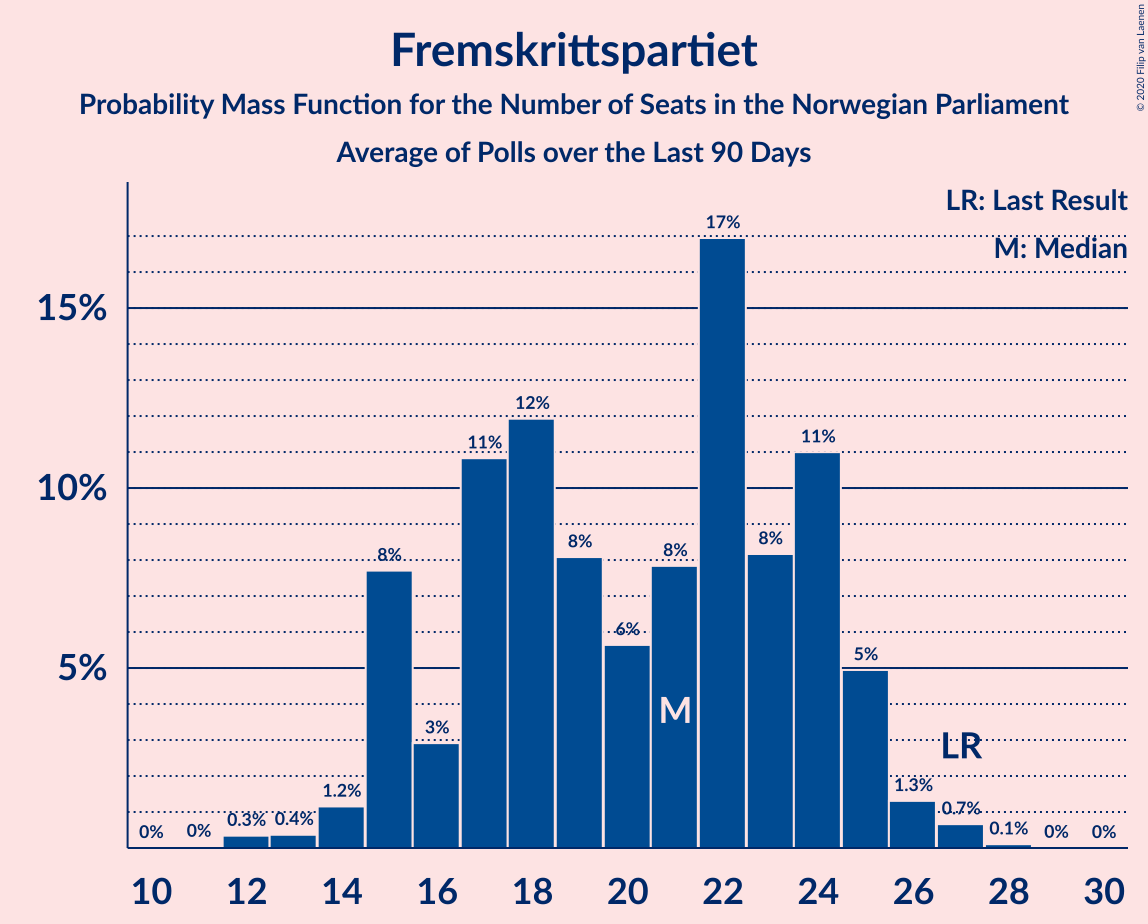 Fremskrittspartiet
Probability Mass Function for the Number of Seats in the Norwegian Parliament
Average of Polls over the Last 90 Days
© 2020 Filip van Laenen
LR: Last Result
M: Median
15%
10%
5%
0%
0%
0.3%
0.4%
1.2%
8%
3%
11%
12%
8%
6%
8%
17%
8%
11%
5%
1.3%
0.7%
0.1%
0%
0%
M
LR
10 12 14 16 18 20 22 24 26 28 30